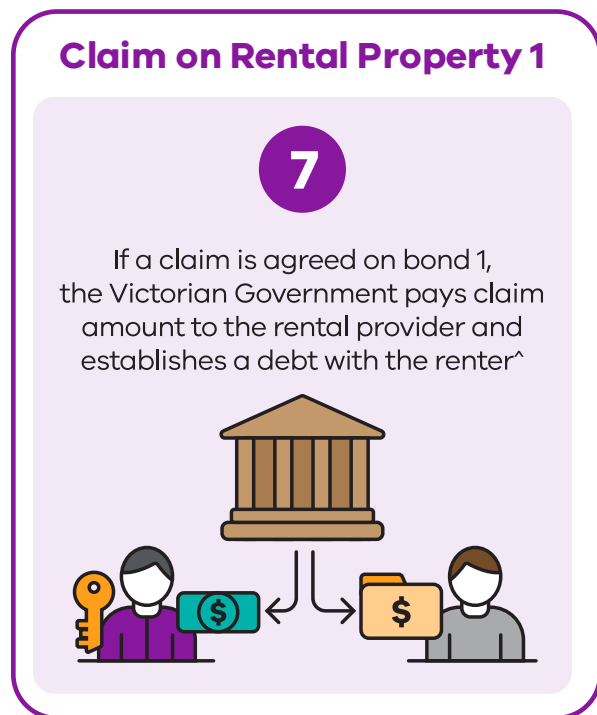 Claim on Rental Property 1
7
If a claim is agreed on bond 1,
the Victorian Government pays claim
amount to the rental provider and
establishes a debt with the renter^
$
$